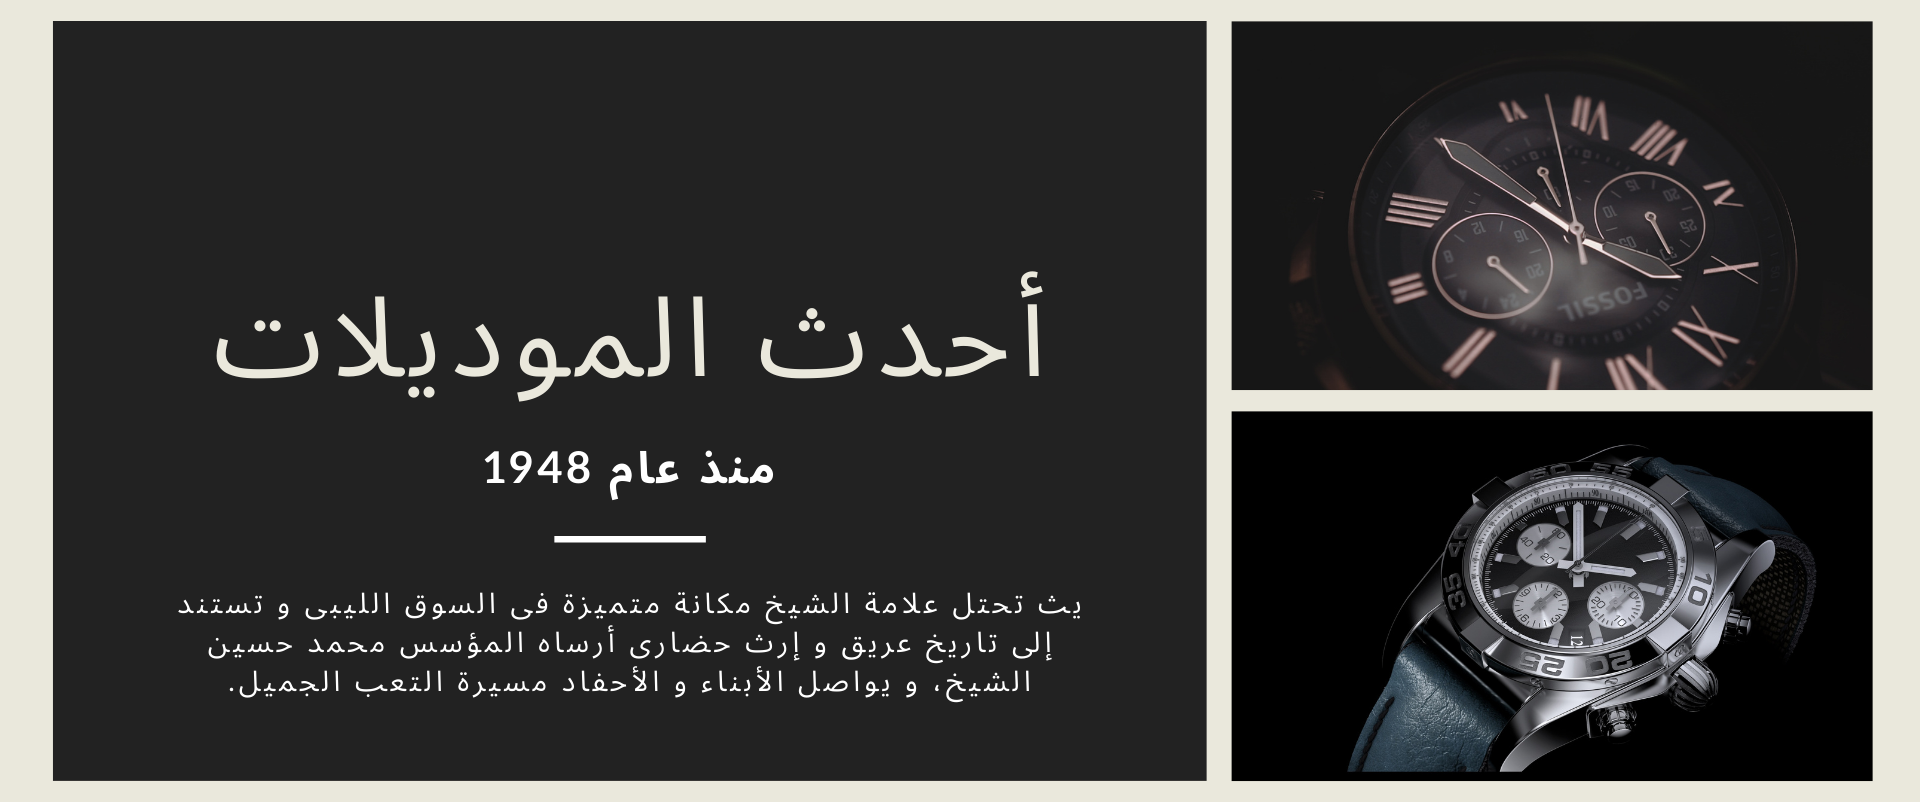 أحدث الموديلات
منذ عام 1948
يث تحتل علامة الشيخ مكانة متميزة فى السوق الليبى و تستند
إلى تاريخ عريق و إرث حضارى أرساه المؤسس محمد حسين
الشيخ، و يواصل الأبناء و الأحفاد مسيرة التعب الجميل.
FOSSIL